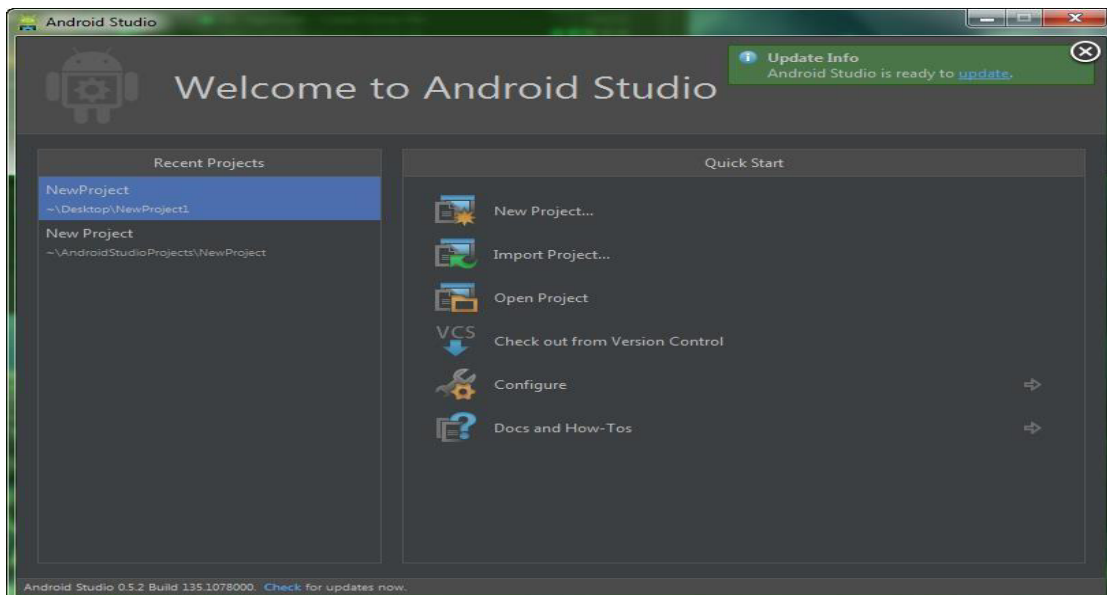 Android Studio
Welcome to Android Studio
Update Info
Android Studio is ready to update.
Recent Projects
NewProject
~\Desktop\NewProject1
New Project
~\AndroidStudioProjects\NewProject
Quick Start
New Project...
Import Project...
Open Project
VCS
Check out from Version Control
Configure
Docs and How-Tos
Android Studio 0.5.2 Build 135.1078000. Check for updates now.